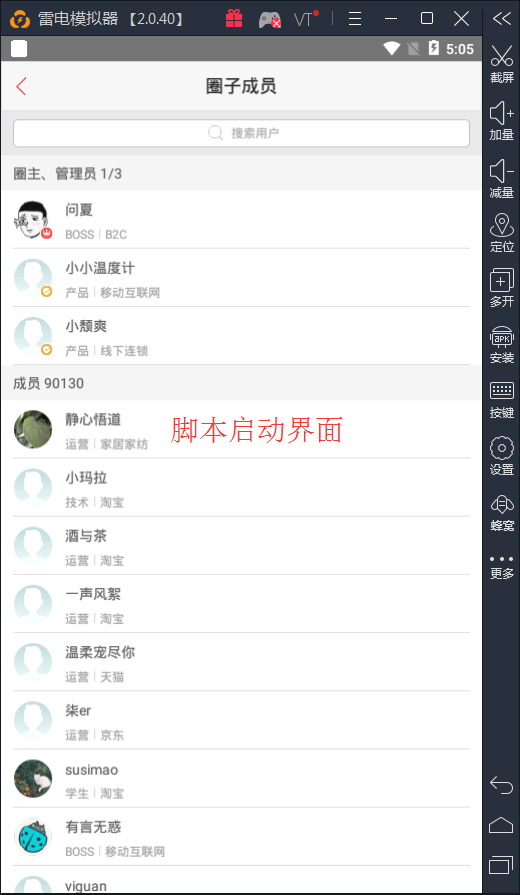 雷电模拟器 【2.0.40】
VT
5:05
圈子成员
搜索用户
圈主、管理员 1/3
问夏
BOSS | B2C
小小温度计
产品 | 移动互联网
小颓爽
产品 | 线下连锁
成员 90130
静心悟道
运营 | 家居家纺
脚本启动界面
小玛拉
技术 | 淘宝
酒与茶
运营 | 淘宝
一声风絮
运营 | 淘宝
温柔宠尽你
运营 | 天猫
柒er
运营 | 京东
susimao
学生 | 淘宝
有言无惑
BOSS | 移动互联网
viguan
截屏
加量
减量
定位
多开
APK
安装
按键
设置
蜂窝
更多